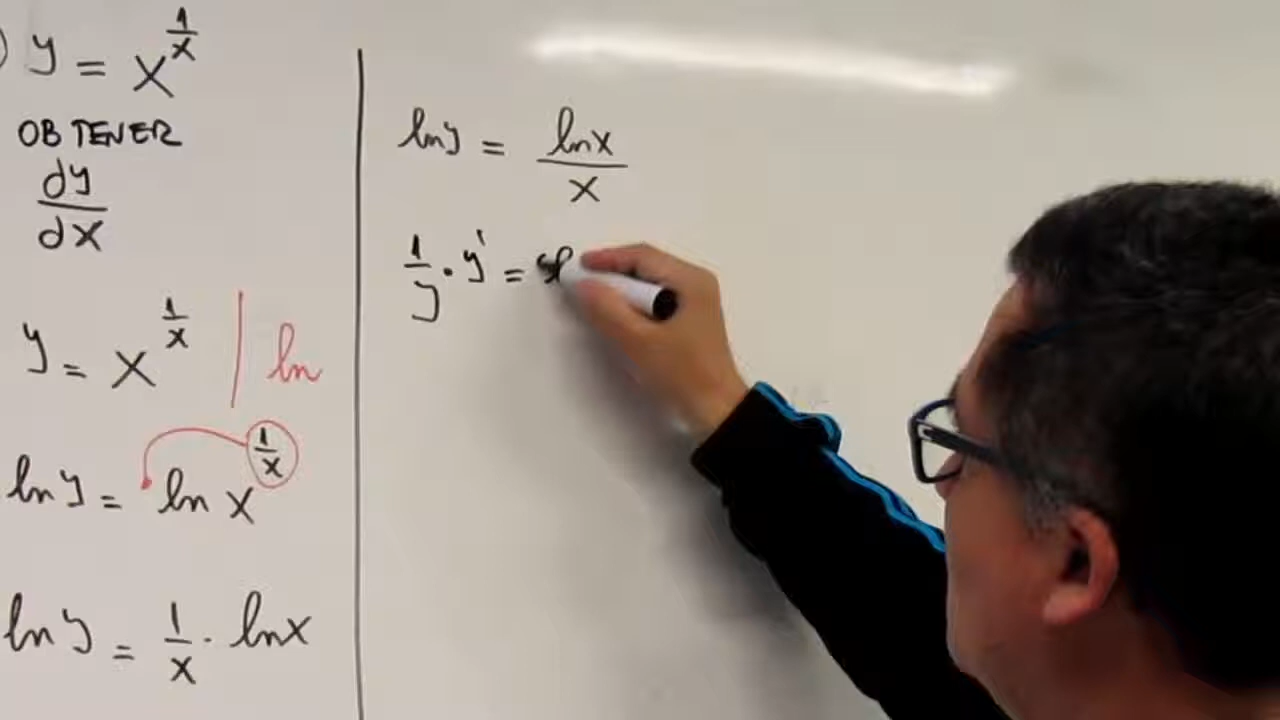 ) y = x^{1/x}
OBTENER
dy/dx
y = x^{1/x} | ln
ln y = ln x^{1/x}
ln y = 1/x · ln x
ln y = ln x / x
1/y · y' =